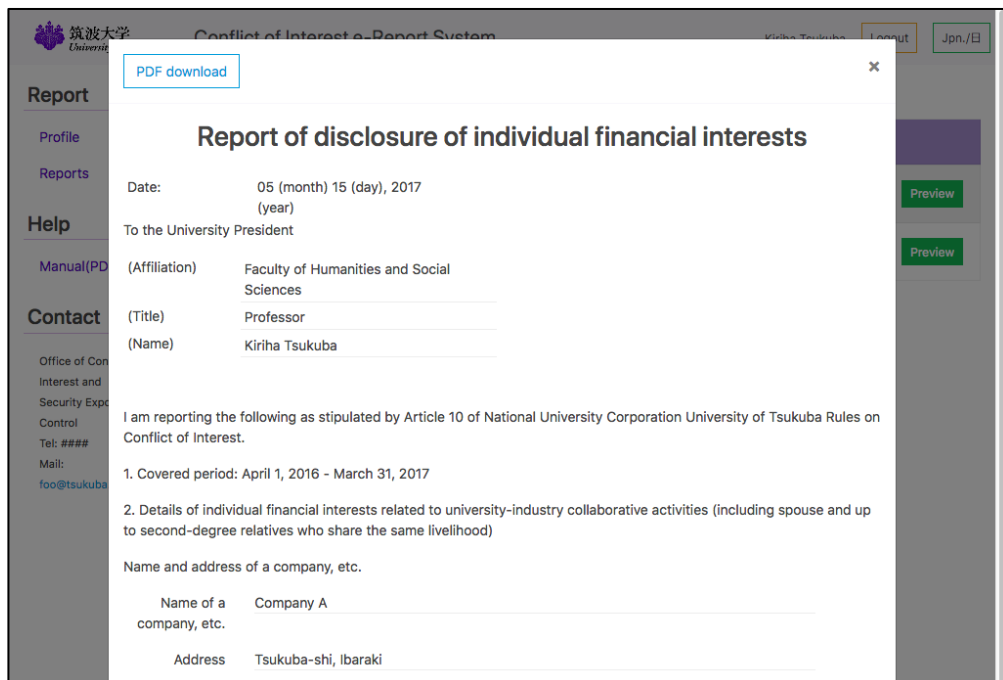 筑波大学
Universit
Conflict of Interest e-Report System
Kiriha Tsukuba
Logout
Jpn./日
PDF download
×
Report
Profile
Reports
Help
Manual(PD
Contact
Office of Con
Interest and
Security Expo
Control
Tel: ####
Mail:
foo@tsukuba
Preview
Preview
Report of disclosure of individual financial interests
Date: 05 (month) 15 (day), 2017
(year)
To the University President
(Affiliation) Faculty of Humanities and Social
Sciences
(Title) Professor
(Name) Kiriha Tsukuba
I am reporting the following as stipulated by Article 10 of National University Corporation University of Tsukuba Rules on
Conflict of Interest.
1. Covered period: April 1, 2016 - March 31, 2017
2. Details of individual financial interests related to university-industry collaborative activities (including spouse and up
to second-degree relatives who share the same livelihood)
Name and address of a company, etc.
Name of a Company A
company, etc.
Address Tsukuba-shi, Ibaraki